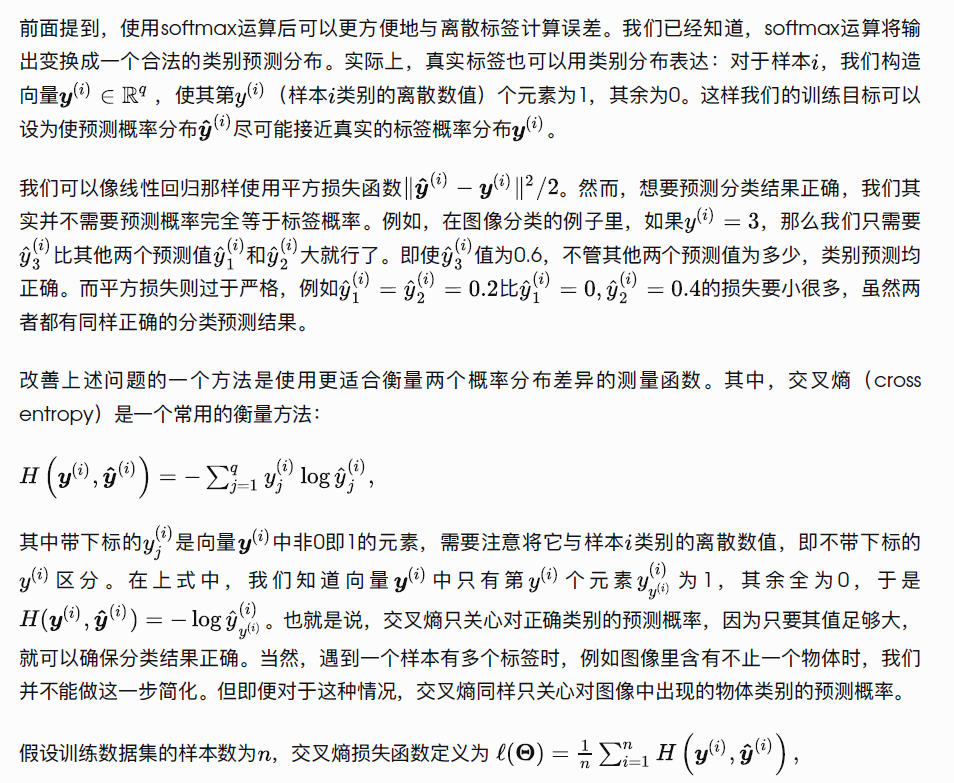 前面提到，使用softmax运算后可以更方便地与离散标签计算误差。我们已经知道，softmax运算将输
出变换成一个合法的类别预测分布。实际上，真实标签也可以用类别分布表达：对于样本$i$，我们构造
向量$\boldsymbol{y}^{(i)} \in \mathbb{R}^q$ ，使其第$y^{(i)}$（样本$i$类别的离散数值）个元素为1，其余为0。这样我们的训练目标可以
设为使预测概率分布$\hat{\boldsymbol{y}}^{(i)}$尽可能接近真实的标签概率分布$\boldsymbol{y}^{(i)}$。
我们可以像线性回归那样使用平方损失函数$\|\hat{\boldsymbol{y}}^{(i)} - \boldsymbol{y}^{(i)}\|^2/2$。然而，想要预测分类结果正确，我们其
实并不需要预测概率完全等于标签概率。例如，在图像分类的例子里，如果$y^{(i)} = 3$，那么我们只需要
$\hat{y}_3^{(i)}$比其他两个预测值$\hat{y}_1^{(i)}$和$\hat{y}_2^{(i)}$大就行了。即使$\hat{y}_3^{(i)}$值为0.6，不管其他两个预测值为多少，类别预测均
正确。而平方损失则过于严格，例如$\hat{y}_1^{(i)} = \hat{y}_2^{(i)} = 0.2$比$\hat{y}_1^{(i)} = 0, \hat{y}_2^{(i)} = 0.4$的损失要小很多，虽然两
者都有同样正确的分类预测结果。
改善上述问题的一个方法是使用更适合衡量两个概率分布差异的测量函数。其中，交叉熵（cross
entropy）是一个常用的衡量方法：
$H\left(\boldsymbol{y}^{(i)}, \hat{\boldsymbol{y}}^{(i)}\right) = -\sum_{j=1}^{q} y_j^{(i)} \log \hat{y}_j^{(i)},$
其中带下标的$y_j^{(i)}$是向量$\boldsymbol{y}^{(i)}$中非0即1的元素，需要注意将它与样本$i$类别的离散数值，即不带下标的
$y^{(i)}$区分。在上式中，我们知道向量$\boldsymbol{y}^{(i)}$中只有第$y^{(i)}$个元素$y_{y^{(i)}}^{(i)}$为1，其余全为0，于是
$H(\boldsymbol{y}^{(i)}, \hat{\boldsymbol{y}}^{(i)}) = -\log \hat{y}_{y^{(i)}}^{(i)}$。也就是说，交叉熵只关心对正确类别的预测概率，因为只要其值足够大，
就可以确保分类结果正确。当然，遇到一个样本有多个标签时，例如图像里含有不止一个物体时，我们
并不能做这一步简化。但即便对于这种情况，交叉熵同样只关心对图像中出现的物体类别的预测概率。
假设训练数据集的样本数为$n$，交叉熵损失函数定义为 $\ell(\boldsymbol{\Theta}) = \frac{1}{n} \sum_{i=1}^{n} H\left(\boldsymbol{y}^{(i)}, \hat{\boldsymbol{y}}^{(i)}\right),$